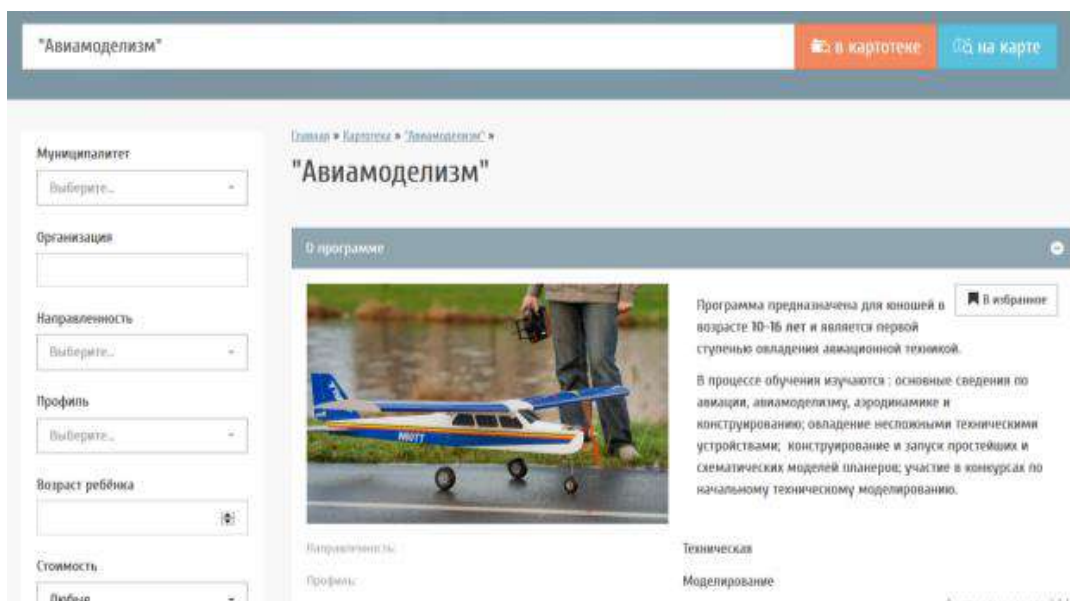 "Авиамоделизм"
в картотеке
на карте
Главная » Картотека » "Авиамоделизм" »
"Авиамоделизм"
Муниципалитет
Выберите...
Организация
Направленность
Выберите...
Профиль
Выберите...
Возраст ребёнка
Стоимость
Любые
О программе
В избранное
Программа предназначена для юношей в
возрасте 10-16 лет и является первой
ступенью овладения авиационной техникой.
В процессе обучения изучаются : основные сведения по
авиации, авиамоделизму, аэродинамике и
конструированию; овладение несложными техническими
устройствами; конструирование и запуск простейших и
схематических моделей планеров; участие в конкурсах по
начальному техническому моделированию.
N601T
Направленность:
Техническая
Профиль:
Моделирование